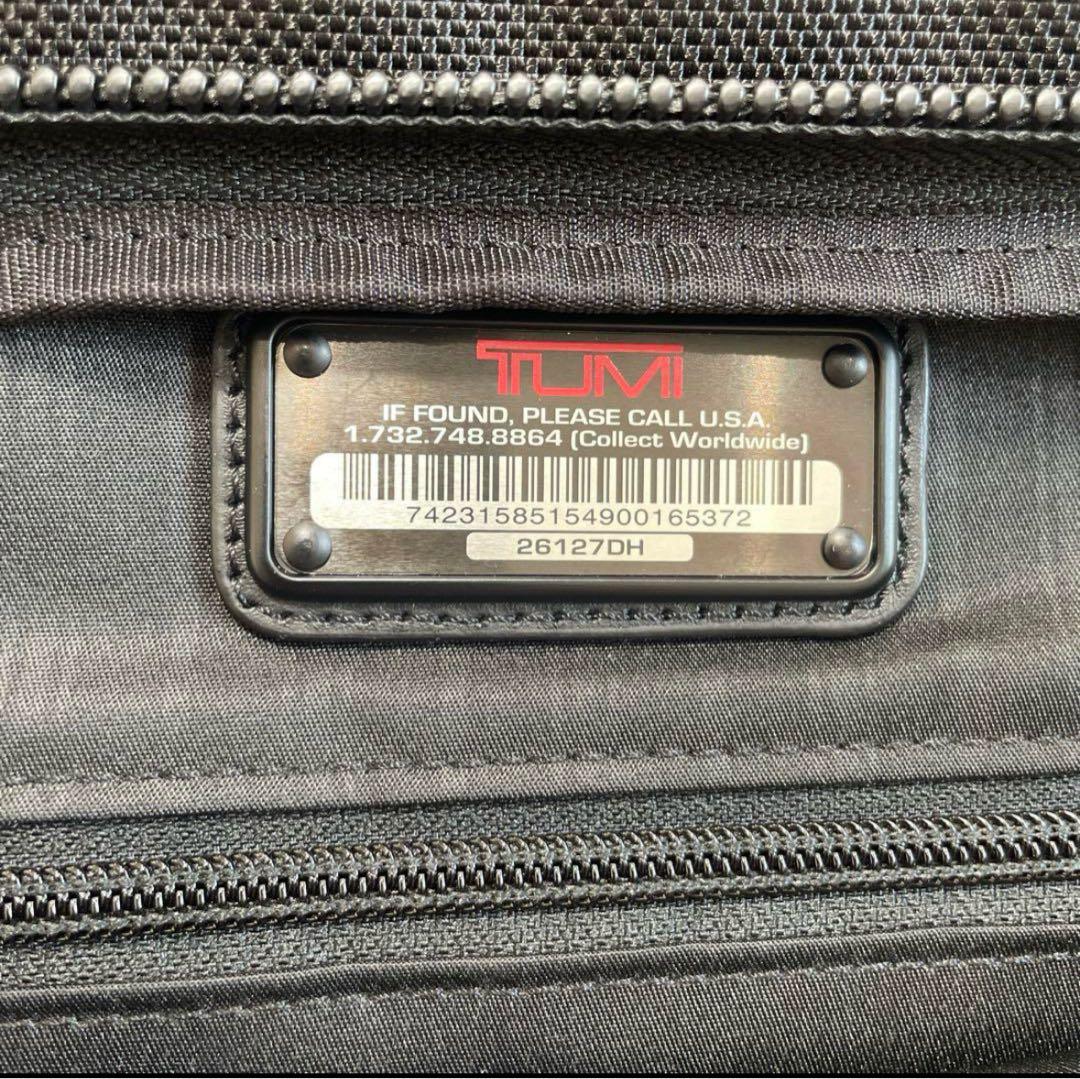 TUMI
IF FOUND, PLEASE CALL U.S.A.
1.732.748.8864 (Collect Worldwide)
74231585154900165372
26127DH